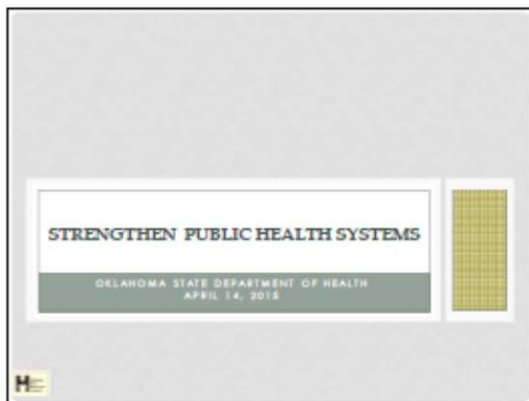 STRENGTHEN PUBLIC HEALTH SYSTEMS
OKLAHOMA STATE DEPARTMENT OF HEALTH
APRIL 14, 2015
H